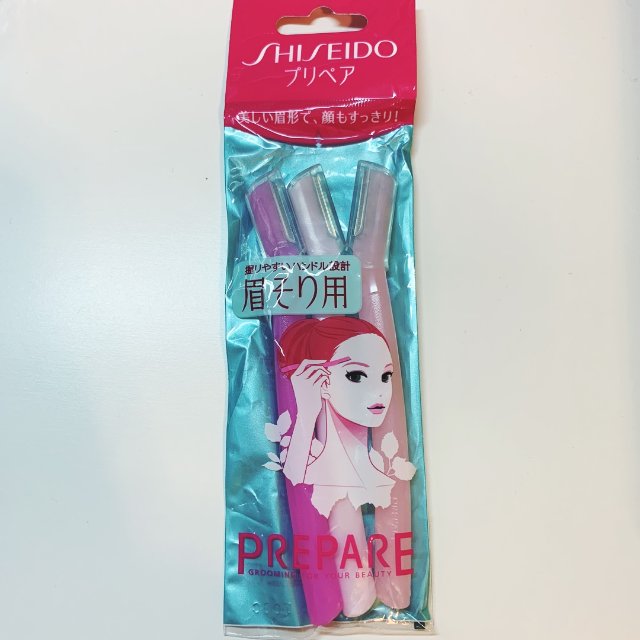 SHISEIDO
プリペア
美しい眉形で、顔もすっきり!
握りやすいハンドル設計
眉そり用
PREPARE
GROOMING FOR YOUR BEAUTY